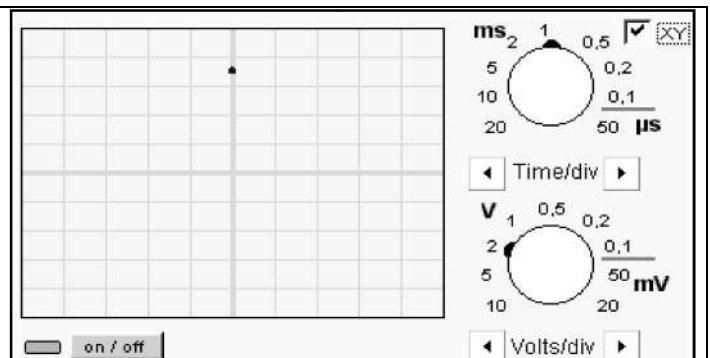 ms 2 1 0,5 XY
5 0,2
10 0,1
20 50 µs
Time/div
V 1 0,5 0,2
2 0,1
5 50 mV
10 20
on / off Volts/div